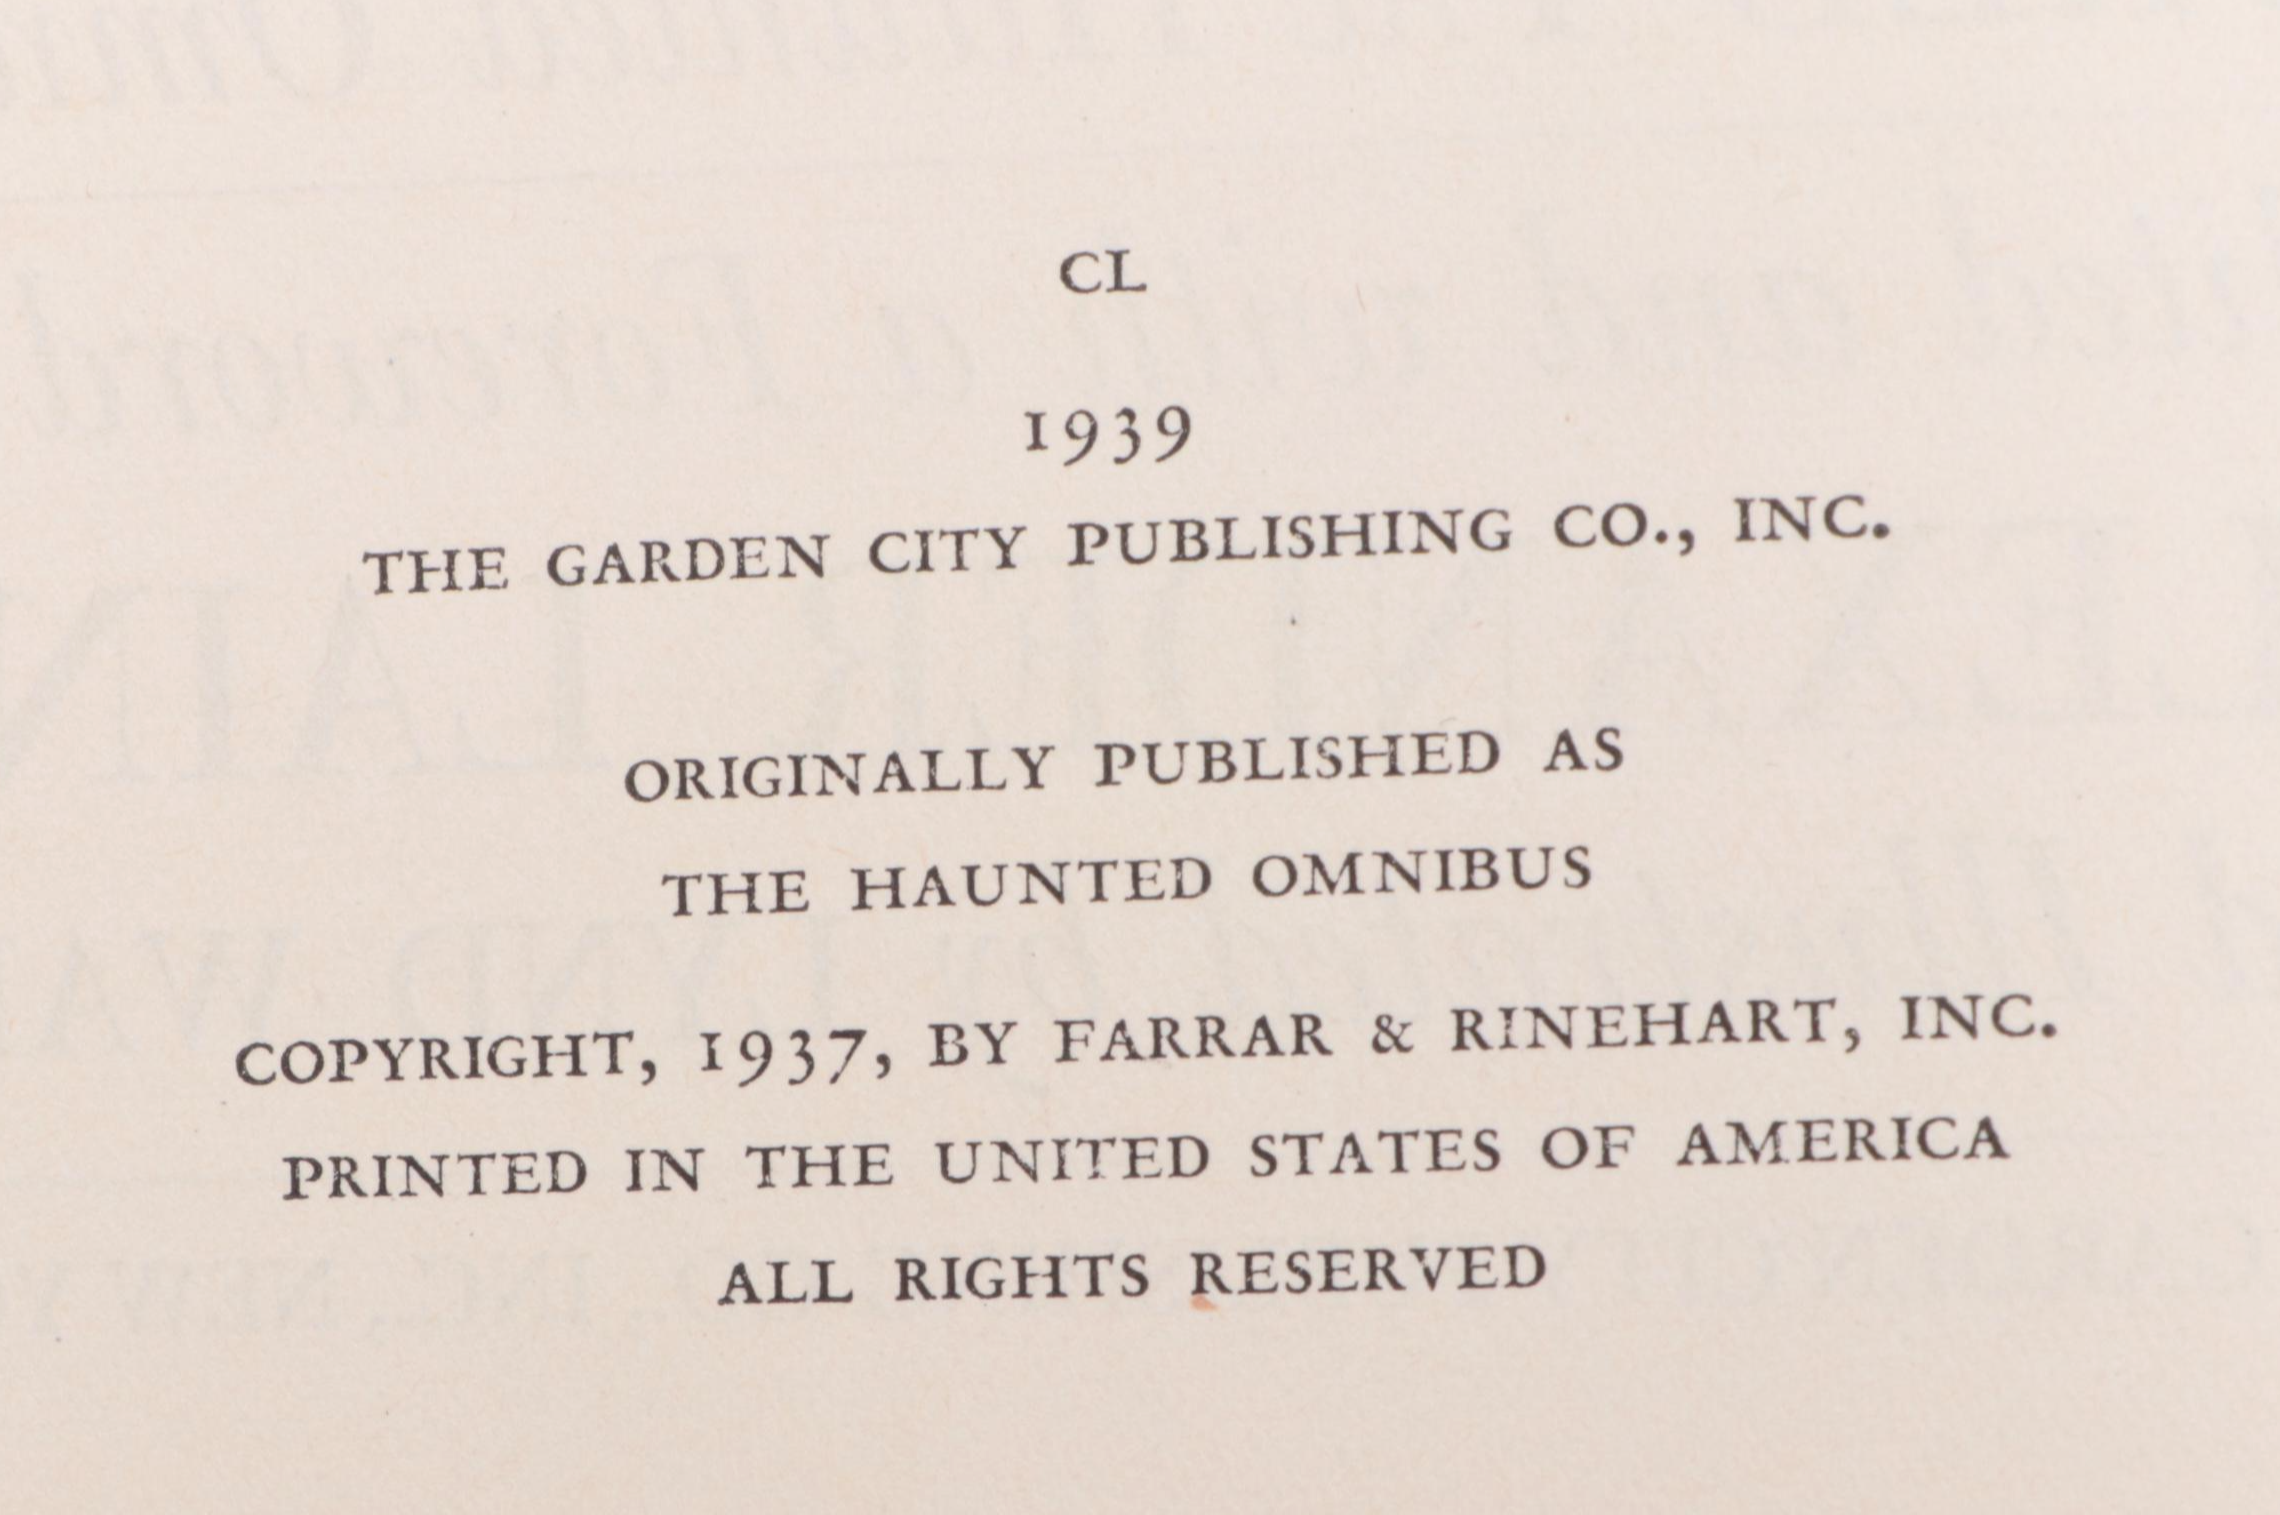 CL
1939
THE GARDEN CITY PUBLISHING CO., INC.
ORIGINALLY PUBLISHED AS
THE HAUNTED OMNIBUS
COPYRIGHT, 1937, BY FARRAR & RINEHART, INC.
PRINTED IN THE UNITED STATES OF AMERICA
ALL RIGHTS RESERVED